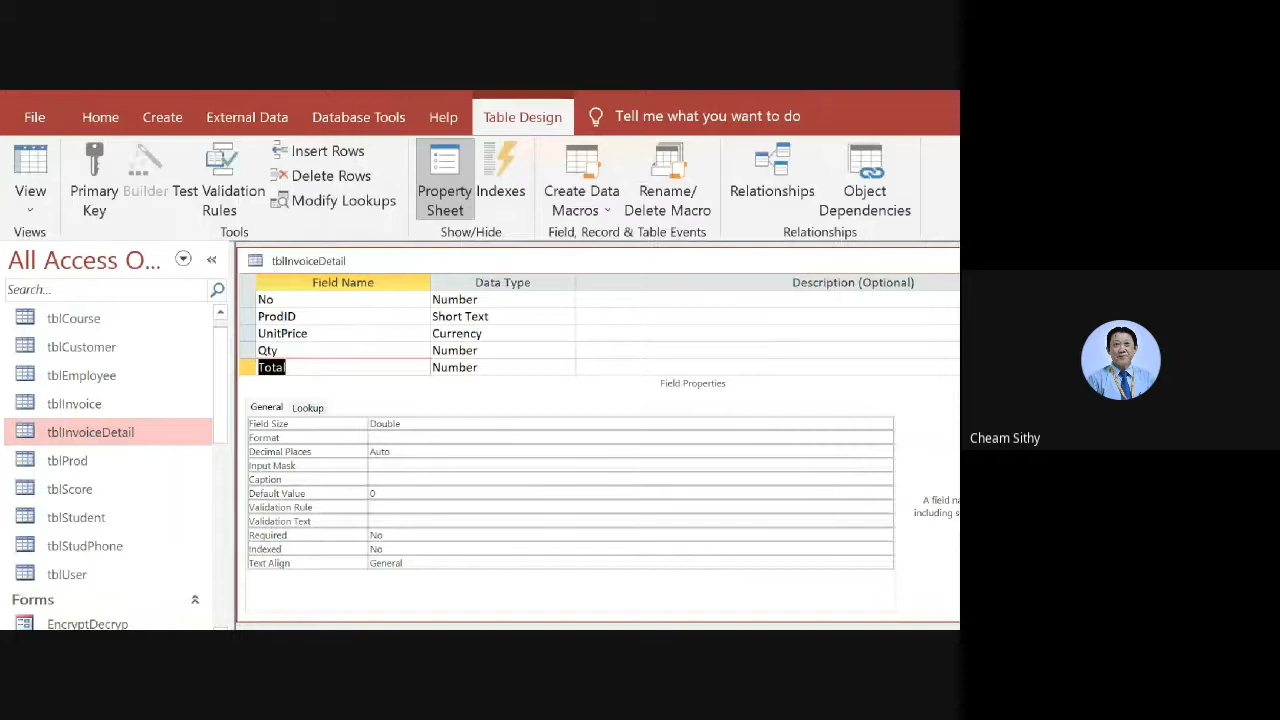 File Home Create External Data Database Tools Help Table Design Tell me what you want to do
View
Primary Key
Builder
Test Validation Rules
Insert Rows
Delete Rows
Modify Lookups
Property Sheet
Indexes
Create Data Macros
Rename/ Delete Macro
Relationships
Object Dependencies
Views Tools Show/Hide Field, Record & Table Events Relationships
All Access O...
Search...
tblCourse
tblCustomer
tblEmployee
tblInvoice
tblInvoiceDetail
tblProd
tblScore
tblStudent
tblStudPhone
tblUser
Forms
EncryptDecryp
tblInvoiceDetail
Field Name Data Type Description (Optional)
No Number
ProdID Short Text
UnitPrice Currency
Qty Number
Total Number
Field Properties
General Lookup
Field Size Double
Format
Decimal Places Auto
Input Mask
Caption
Default Value 0
Validation Rule
Validation Text
Required No
Indexed No
Text Align General
A field na
including s
Cheam Sithy